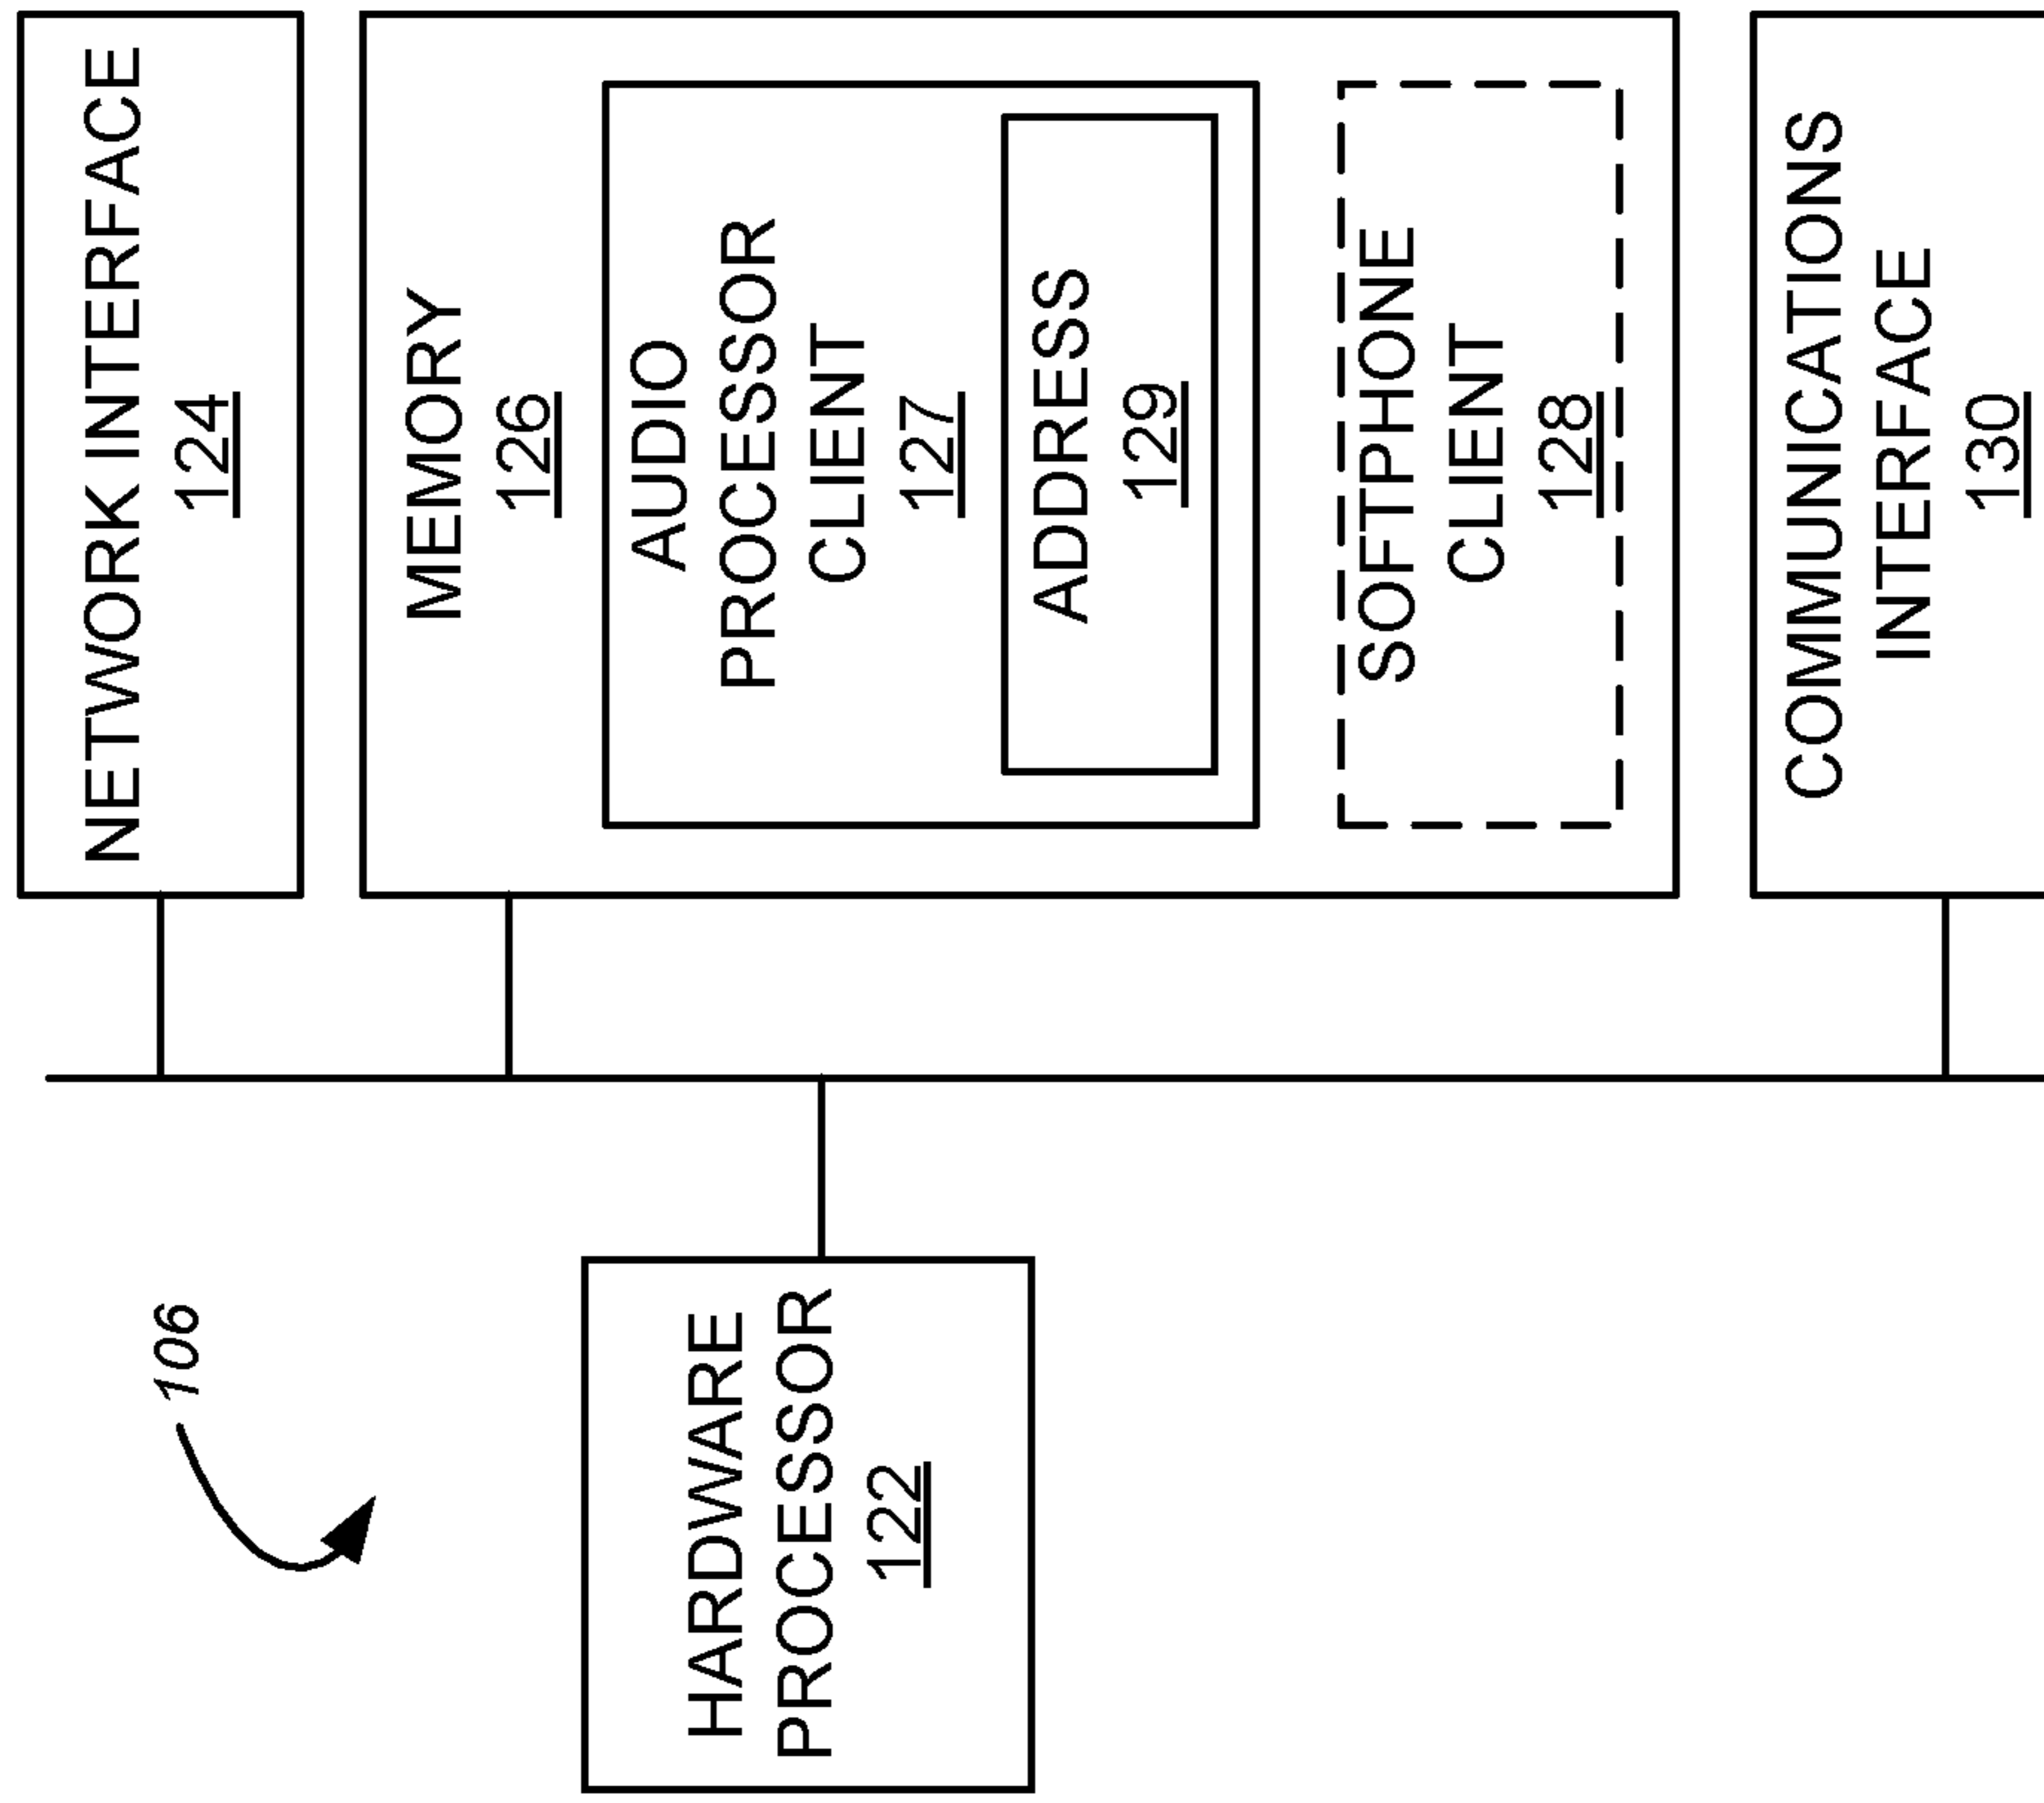 106
HARDWARE
PROCESSOR
122
NETWORK INTERFACE
124
MEMORY
126
AUDIO
PROCESSOR
CLIENT
127
ADDRESS
129
SOFTPHONE
CLIENT
128
COMMUNICATIONS
INTERFACE
130